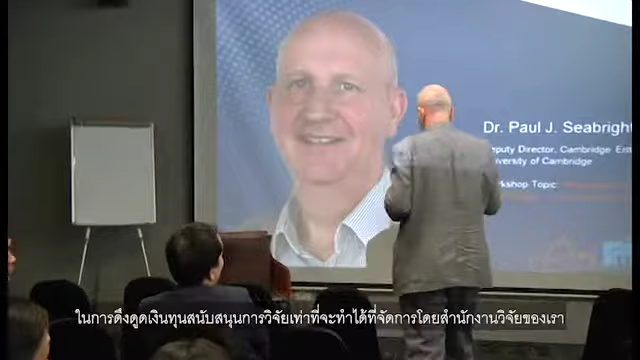 Dr. Paul J. Seabright
Deputy Director, Cambridge
University of Cambridge
Workshop Topic:
ในการดึงดูดเงินทุนสนับสนุนการวิจัยเท่าที่จะทำได้ที่จัดการโดยสำนักงานวิจัยของเรา